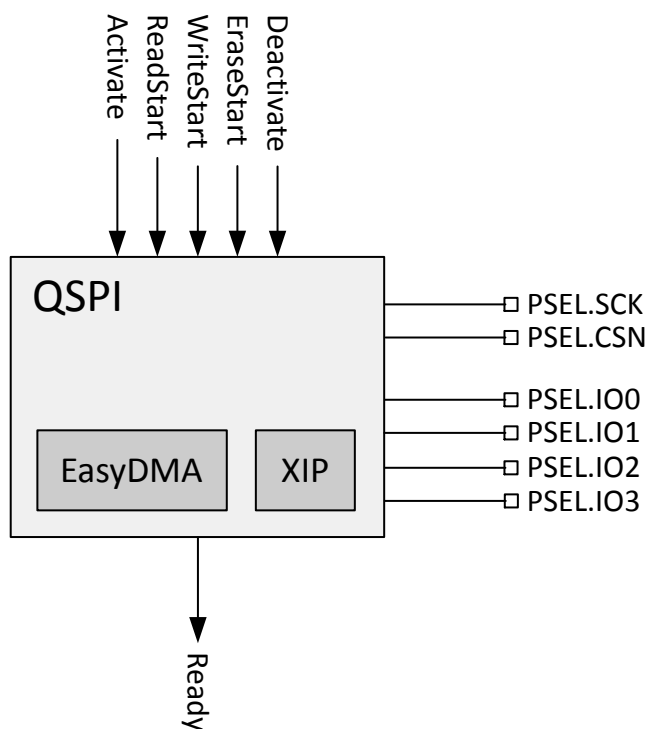 Activate
ReadStart
WriteStart
EraseStart
Deactivate
QSPI
EasyDMA
XIP
PSEL.SCK
PSEL.CSN
PSEL.IO0
PSEL.IO1
PSEL.IO2
PSEL.IO3
Ready